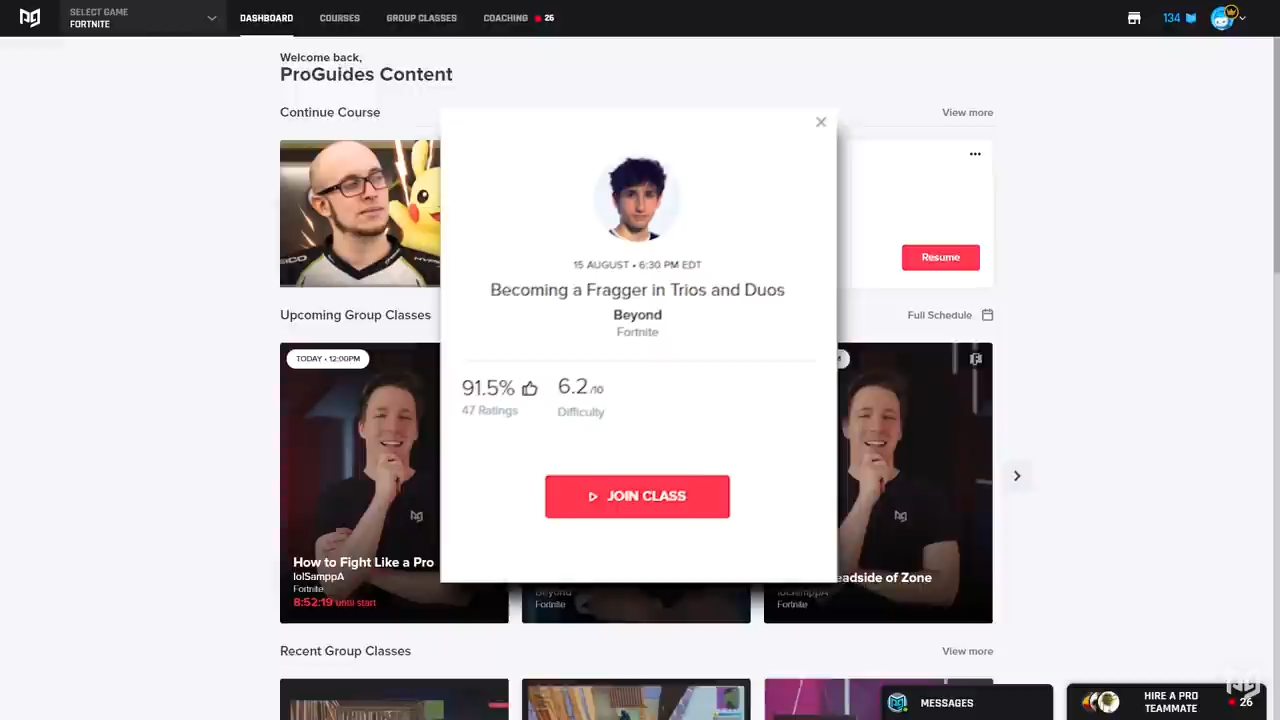 SELECT GAME
FORTNITE
DASHBOARD
COURSES
GROUP CLASSES
COACHING
26
134
Welcome back,
ProGuides Content
Continue Course
View more
Resume
15 AUGUST • 6:30 PM EDT
Becoming a Fragger in Trios and Duos
Beyond
Fortnite
91.5%
47 Ratings
6.2 /10
Difficulty
JOIN CLASS
Upcoming Group Classes
Full Schedule
TODAY • 12:00PM
How to Fight Like a Pro
lolSamppA
Fortnite
8:52:19 until start
Beyond
Fortnite
eadside of Zone
lolSamppA
Fortnite
Recent Group Classes
View more
MESSAGES
HIRE A PRO
TEAMMATE
26